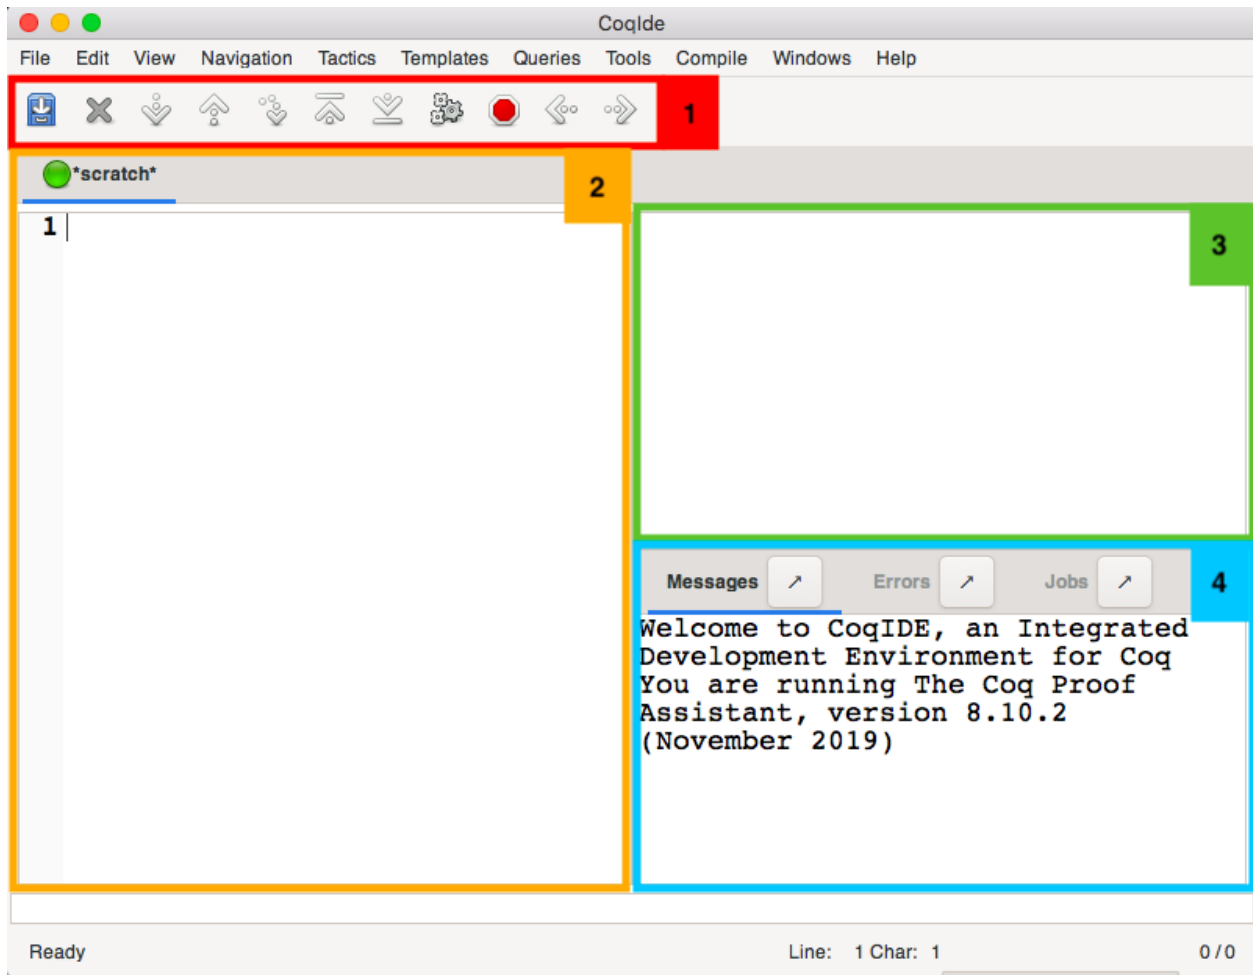 CoqIde
File Edit View Navigation Tactics Templates Queries Tools Compile Windows Help
1
*scratch*
2
1
3
Messages ↗ Errors ↗ Jobs ↗
4
Welcome to CoqIDE, an Integrated
Development Environment for Coq
You are running The Coq Proof
Assistant, version 8.10.2
(November 2019)
Ready Line: 1 Char: 1 0 / 0